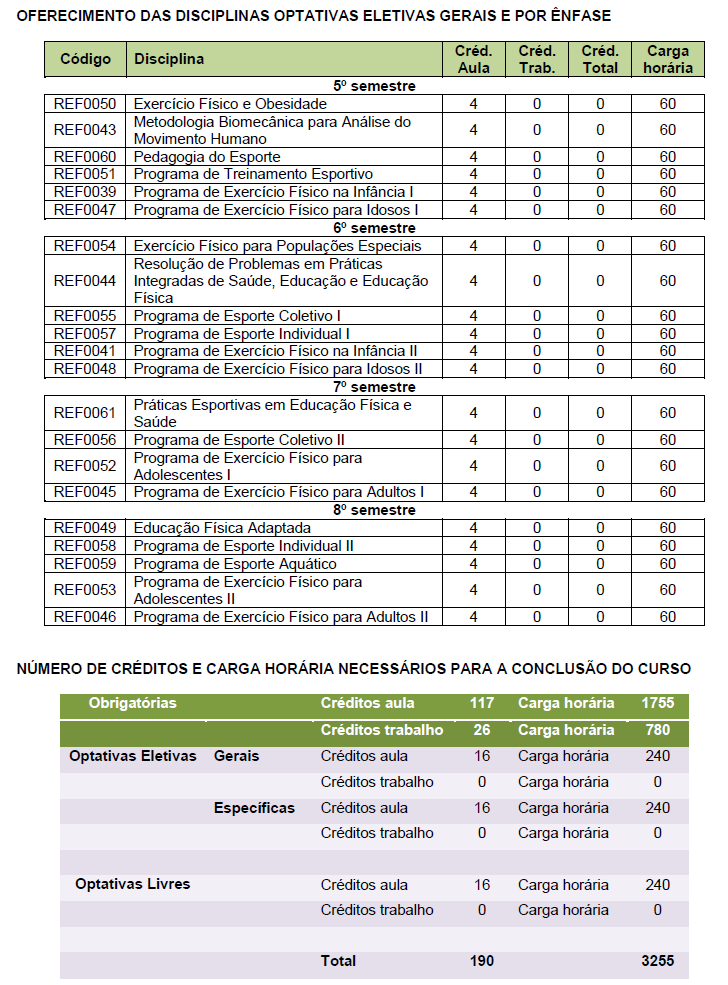 OFERECIMENTO DAS DISCIPLINAS OPTATIVAS ELETIVAS GERAIS E POR ÊNFASE
Código Disciplina Créd. Aula Créd. Trab. Créd. Total Carga horária
5º semestre
REF0050 Exercício Físico e Obesidade 4 0 0 60
REF0043 Metodologia Biomecânica para Análise do Movimento Humano 4 0 0 60
REF0060 Pedagogia do Esporte 4 0 0 60
REF0051 Programa de Treinamento Esportivo 4 0 0 60
REF0039 Programa de Exercício Físico na Infância I 4 0 0 60
REF0047 Programa de Exercício Físico para Idosos I 4 0 0 60
6º semestre
REF0054 Exercício Físico para Populações Especiais 4 0 0 60
REF0044 Resolução de Problemas em Práticas Integradas de Saúde, Educação e Educação Física 4 0 0 60
REF0055 Programa de Esporte Coletivo I 4 0 0 60
REF0057 Programa de Esporte Individual I 4 0 0 60
REF0041 Programa de Exercício Físico na Infância II 4 0 0 60
REF0048 Programa de Exercício Físico para Idosos II 4 0 0 60
7º semestre
REF0061 Práticas Esportivas em Educação Física e Saúde 4 0 0 60
REF0056 Programa de Esporte Coletivo II 4 0 0 60
REF0052 Programa de Exercício Físico para Adolescentes I 4 0 0 60
REF0045 Programa de Exercício Físico para Adultos I 4 0 0 60
8º semestre
REF0049 Educação Física Adaptada 4 0 0 60
REF0058 Programa de Esporte Individual II 4 0 0 60
REF0059 Programa de Esporte Aquático 4 0 0 60
REF0053 Programa de Exercício Físico para Adolescentes II 4 0 0 60
REF0046 Programa de Exercício Físico para Adultos II 4 0 0 60
NÚMERO DE CRÉDITOS E CARGA HORÁRIA NECESSÁRIOS PARA A CONCLUSÃO DO CURSO
Obrigatórias Créditos aula 117 Carga horária 1755
Créditos trabalho 26 Carga horária 780
Optativas Eletivas Gerais Créditos aula 16 Carga horária 240
Créditos trabalho 0 Carga horária 0
Específicas Créditos aula 16 Carga horária 240
Créditos trabalho 0 Carga horária 0
Optativas Livres Créditos aula 16 Carga horária 240
Créditos trabalho 0 Carga horária 0
Total 190 3255